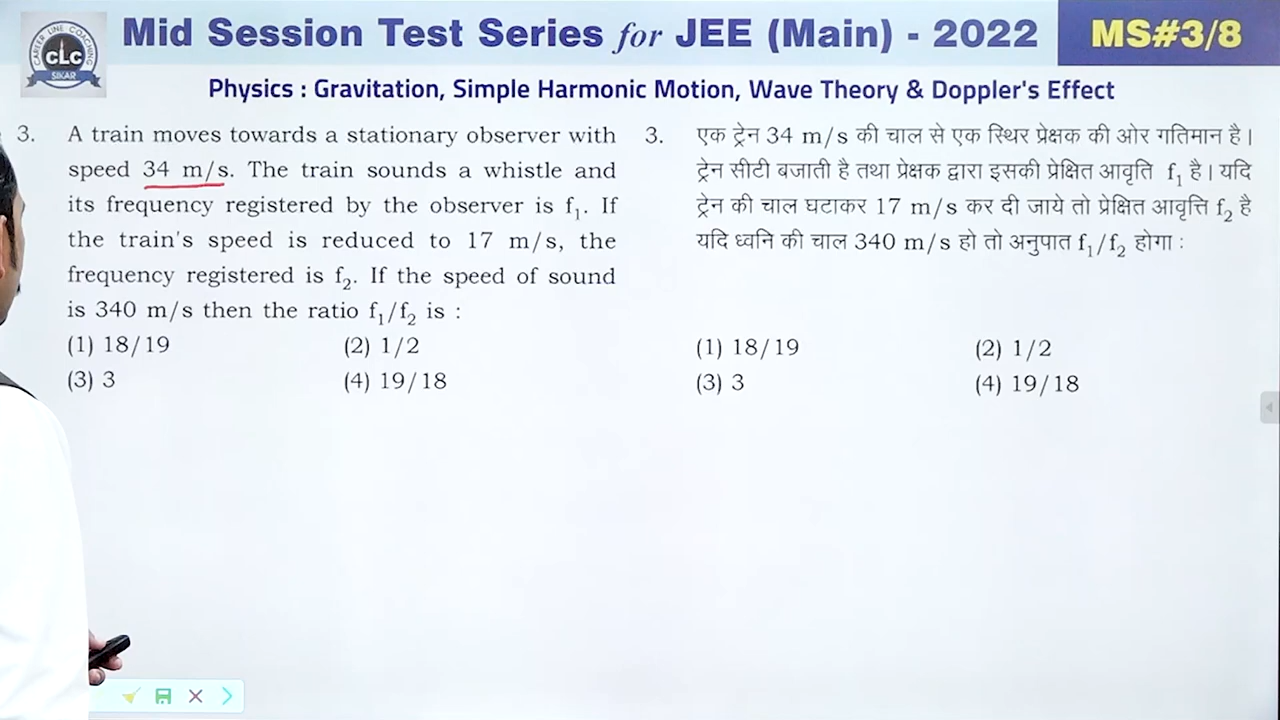 CAREER LINE COACHING
CLC
SIKAR
Mid Session Test Series for JEE (Main) - 2022
MS#3/8
Physics : Gravitation, Simple Harmonic Motion, Wave Theory & Doppler's Effect
3. A train moves towards a stationary observer with
speed 34 m/s. The train sounds a whistle and
its frequency registered by the observer is f₁. If
the train's speed is reduced to 17 m/s, the
frequency registered is f₂. If the speed of sound
is 340 m/s then the ratio f₁/f₂ is :
(1) 18/19 (2) 1/2
(3) 3 (4) 19/18
3. एक ट्रेन 34 m/s की चाल से एक स्थिर प्रेक्षक की ओर गतिमान है।
ट्रेन सीटी बजाती है तथा प्रेक्षक द्वारा इसकी प्रेक्षित आवृति f₁ है। यदि
ट्रेन की चाल घटाकर 17 m/s कर दी जाये तो प्रेक्षित आवृत्ति f₂ है
यदि ध्वनि की चाल 340 m/s हो तो अनुपात f₁/f₂ होगा :
(1) 18/19 (2) 1/2
(3) 3 (4) 19/18